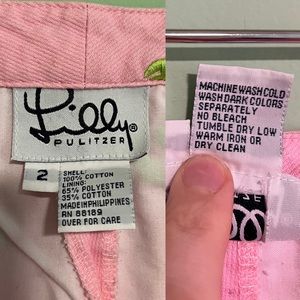 Lilly®
PULITZER
2
SHELL:
100% COTTON
LINING:
65% POLYESTER
35% COTTON
MADE IN PHILIPPINES
RN 88189
OVER FOR CARE
MACHINE WASH COLD
WASH DARK COLORS
SEPARATELY
NO BLEACH
TUMBLE DRY LOW
WARM IRON OR
DRY CLEAN